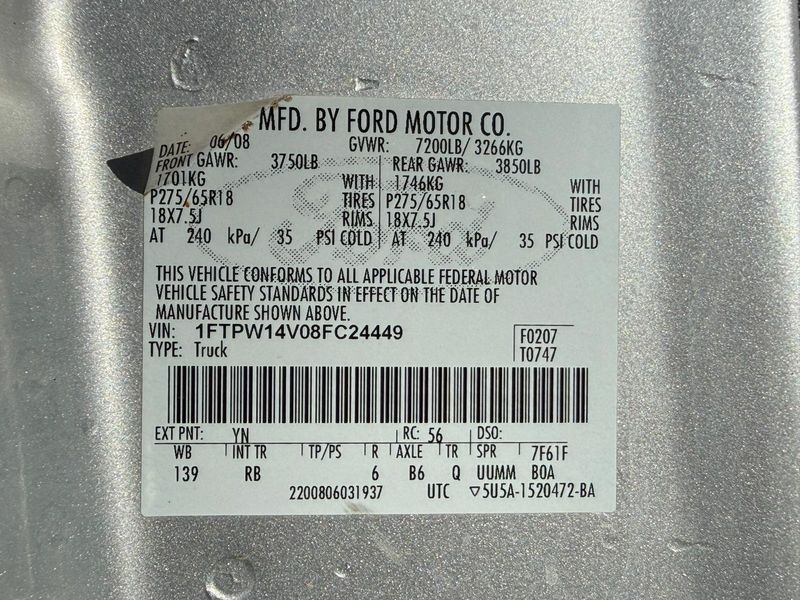 MFD. BY FORD MOTOR CO.
DATE: 06/08 GVWR: 7200LB/ 3266KG
FRONT GAWR: 3750LB REAR GAWR: 3850LB
1701KG WITH 1746KG WITH
P275/65R18 TIRES P275/65R18 TIRES
18X7.5J RIMS 18X7.5J RIMS
AT 240 kPa/ 35 PSI COLD AT 240 kPa/ 35 PSI COLD
Ford
THIS VEHICLE CONFORMS TO ALL APPLICABLE FEDERAL MOTOR
VEHICLE SAFETY STANDARDS IN EFFECT ON THE DATE OF
MANUFACTURE SHOWN ABOVE.
VIN: 1FTPW14V08FC24449 F0207
TYPE: Truck T0747
EXT PNT: YN RC: 56 DSO:
WB INT TR TP/PS R AXLE TR SPR 7F61F
139 RB 6 B6 Q UUMM BOA
2200806031937 UTC ▽5U5A-1520472-BA